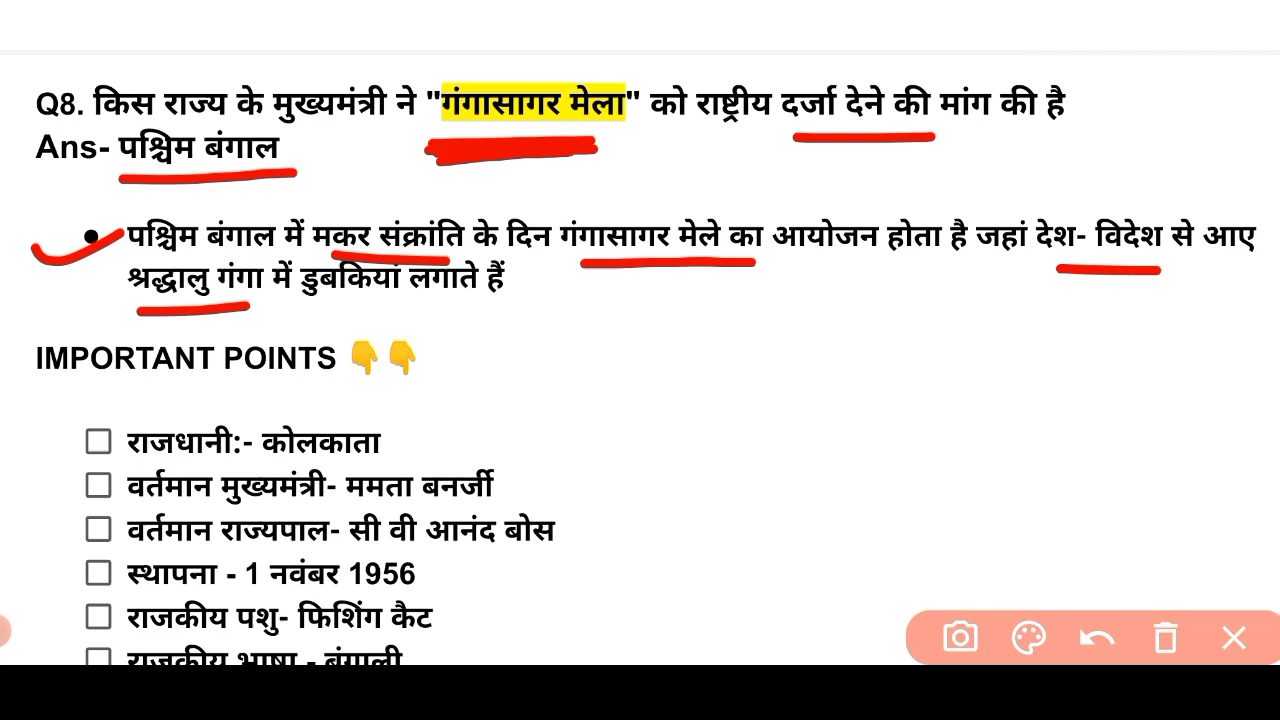 Q8. किस राज्य के मुख्यमंत्री ने "गंगासागर मेला" को राष्ट्रीय दर्जा देने की मांग की है
Ans- पश्चिम बंगाल
पश्चिम बंगाल में मकर संक्रांति के दिन गंगासागर मेले का आयोजन होता है जहां देश- विदेश से आए
श्रद्धालु गंगा में डुबकियां लगाते हैं
IMPORTANT POINTS 👇👇
राजधानी:- कोलकाता
वर्तमान मुख्यमंत्री- ममता बनर्जी
वर्तमान राज्यपाल- सी वी आनंद बोस
स्थापना - 1 नवंबर 1956
राजकीय पशु- फिशिंग कैट
राजकीय भाषा - बंगाली